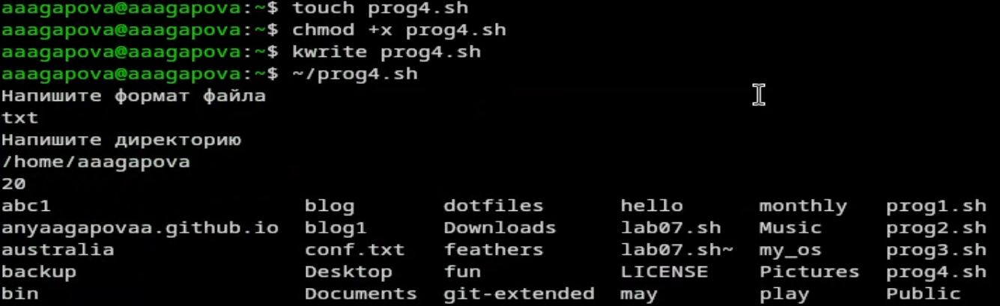 aaagapova@aaagapova:~$ touch prog4.sh
aaagapova@aaagapova:~$ chmod +x prog4.sh
aaagapova@aaagapova:~$ kwrite prog4.sh
aaagapova@aaagapova:~$ ~/prog4.sh
Напишите формат файла
txt
Напишите директорию
/home/aaagapova
20
abc1 blog dotfiles hello monthly prog1.sh
anyaagapovaa.github.io blog1 Downloads lab07.sh Music prog2.sh
australia conf.txt feathers lab07.sh~ my_os prog3.sh
backup Desktop fun LICENSE Pictures prog4.sh
bin Documents git-extended may play Public